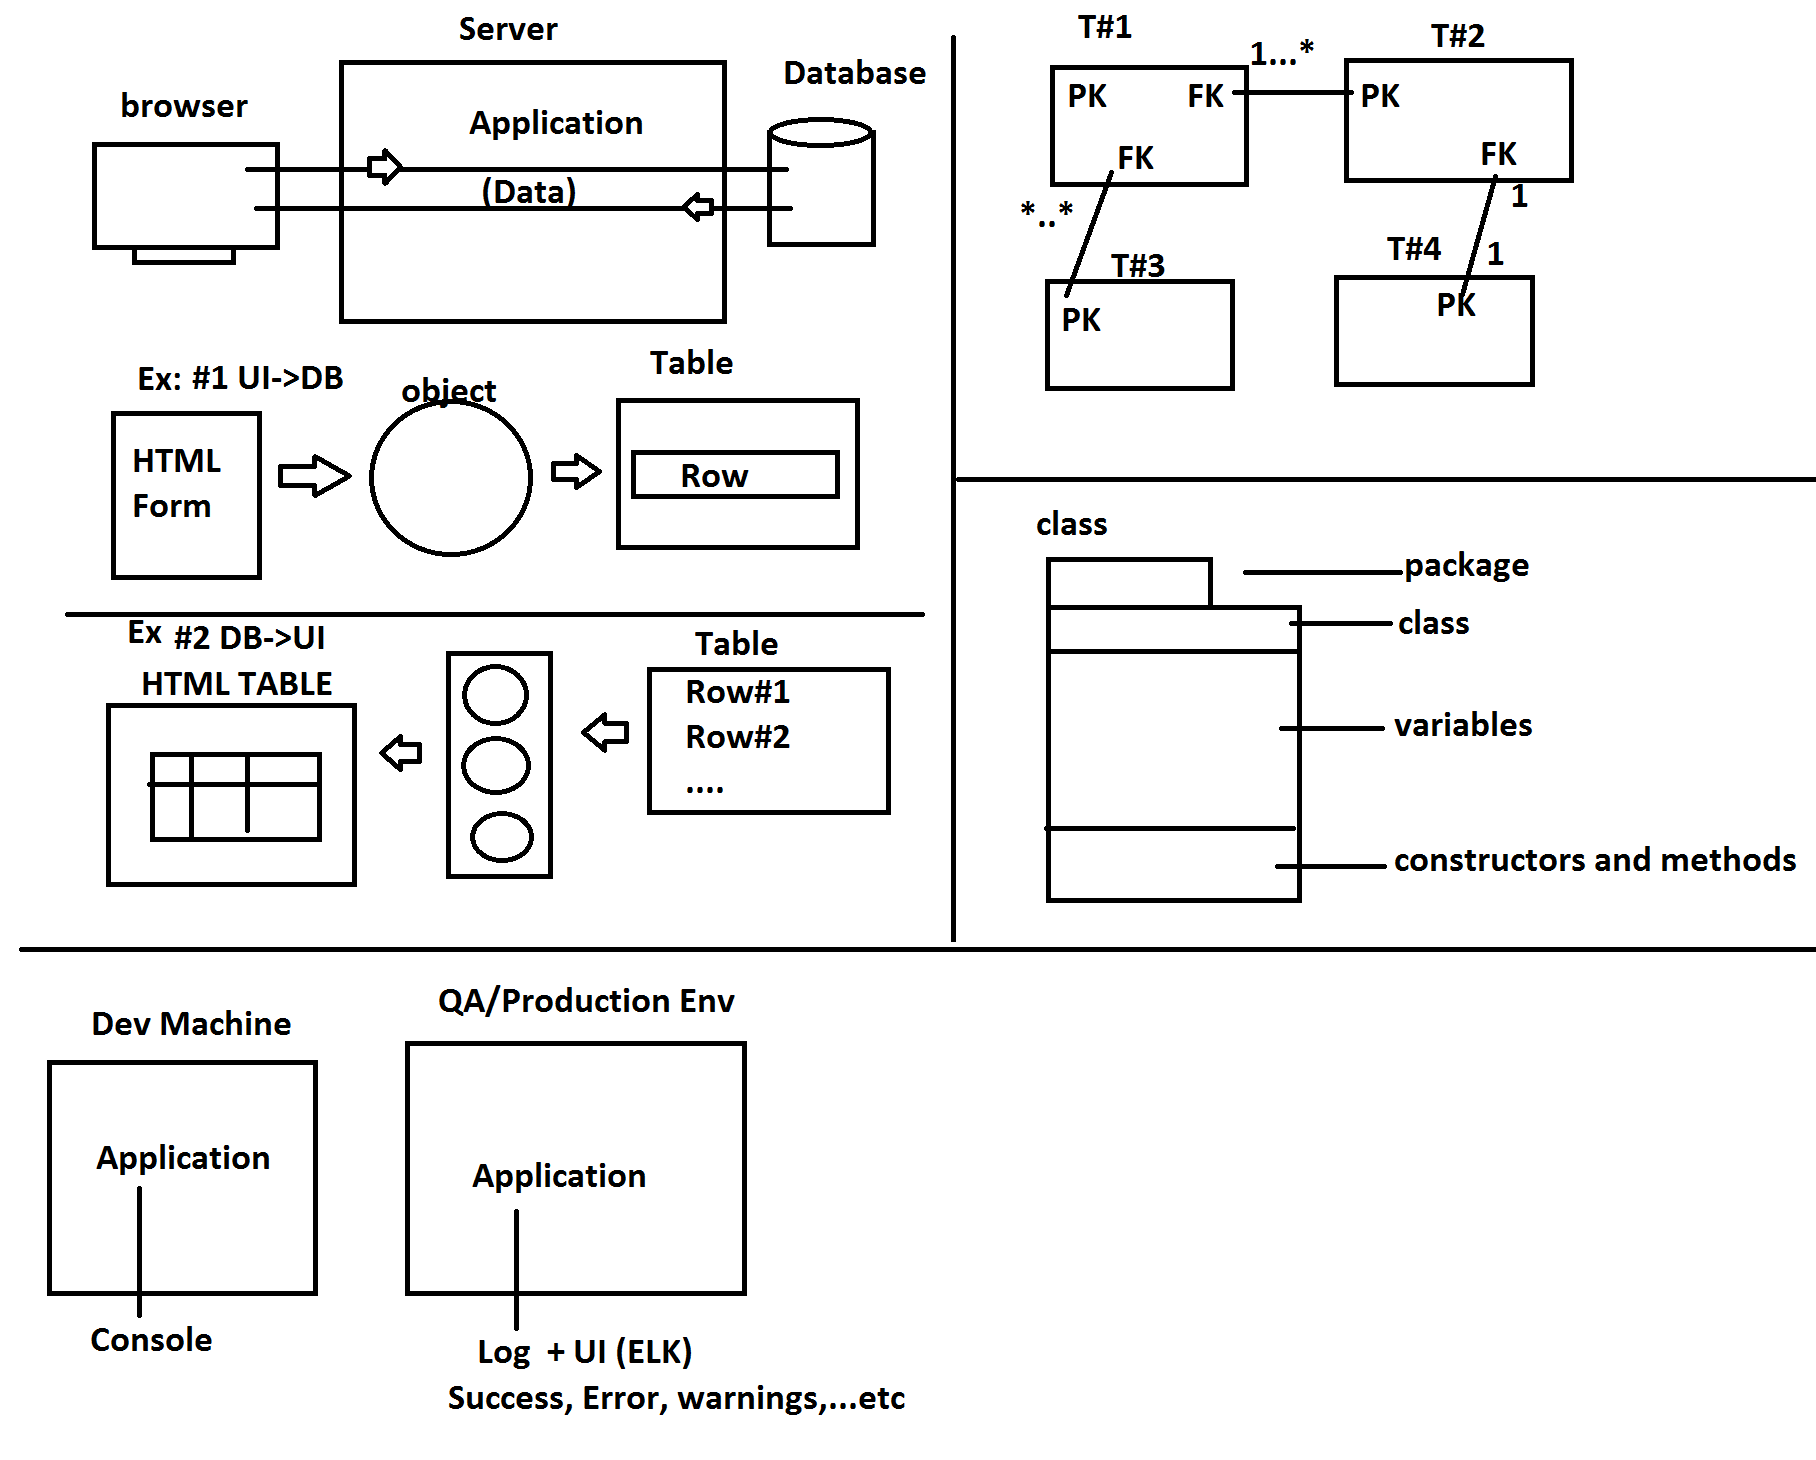 Server
browser
Application
Database
(Data)
Ex: #1 UI->DB
object
Table
HTML
Form
Row
Ex #2 DB->UI
HTML TABLE
Table
Row#1
Row#2
....
T#1
1...*
T#2
PK FK
PK
FK
FK
1
*..*
T#3
T#4
1
PK
PK
class
package
class
variables
constructors and methods
Dev Machine
QA/Production Env
Application
Application
Console
Log + UI (ELK)
Success, Error, warnings,...etc